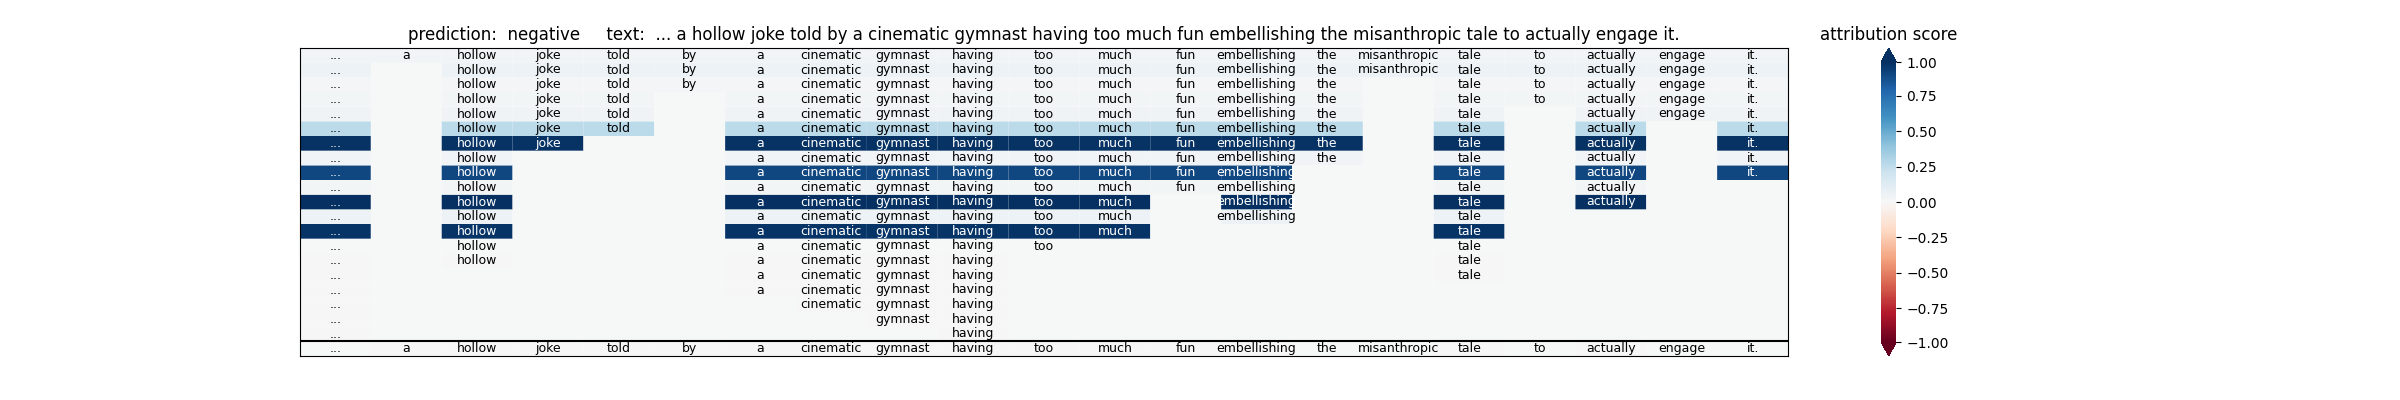 prediction: negative text: ... a hollow joke told by a cinematic gymnast having too much fun embellishing the misanthropic tale to actually engage it. attribution score
... a hollow joke told by a cinematic gymnast having too much fun embellishing the misanthropic tale to actually engage it. 1.00
... hollow joke told by a cinematic gymnast having too much fun embellishing the misanthropic tale to actually engage it.
... hollow joke told by a cinematic gymnast having too much fun embellishing the tale to actually engage it.
... hollow joke told a cinematic gymnast having too much fun embellishing the tale to actually engage it. 0.75
... hollow joke told a cinematic gymnast having too much fun embellishing the tale actually engage it.
... hollow joke told a cinematic gymnast having too much fun embellishing the tale actually it. 0.50
... hollow joke a cinematic gymnast having too much fun embellishing the tale actually it.
... hollow a cinematic gymnast having too much fun embellishing the tale actually it.
... hollow a cinematic gymnast having too much fun embellishing tale actually it. 0.25
... hollow a cinematic gymnast having too much fun embellishing tale actually
... hollow a cinematic gymnast having too much embellishing tale actually 0.00
... hollow a cinematic gymnast having too much embellishing tale
... hollow a cinematic gymnast having too much tale −0.25
... hollow a cinematic gymnast having too tale
... hollow a cinematic gymnast having tale
... a cinematic gymnast having tale −0.50
... a cinematic gymnast having
... cinematic gymnast having −0.75
... gymnast having
... having
... a hollow joke told by a cinematic gymnast having too much fun embellishing the misanthropic tale to actually engage it. −1.00